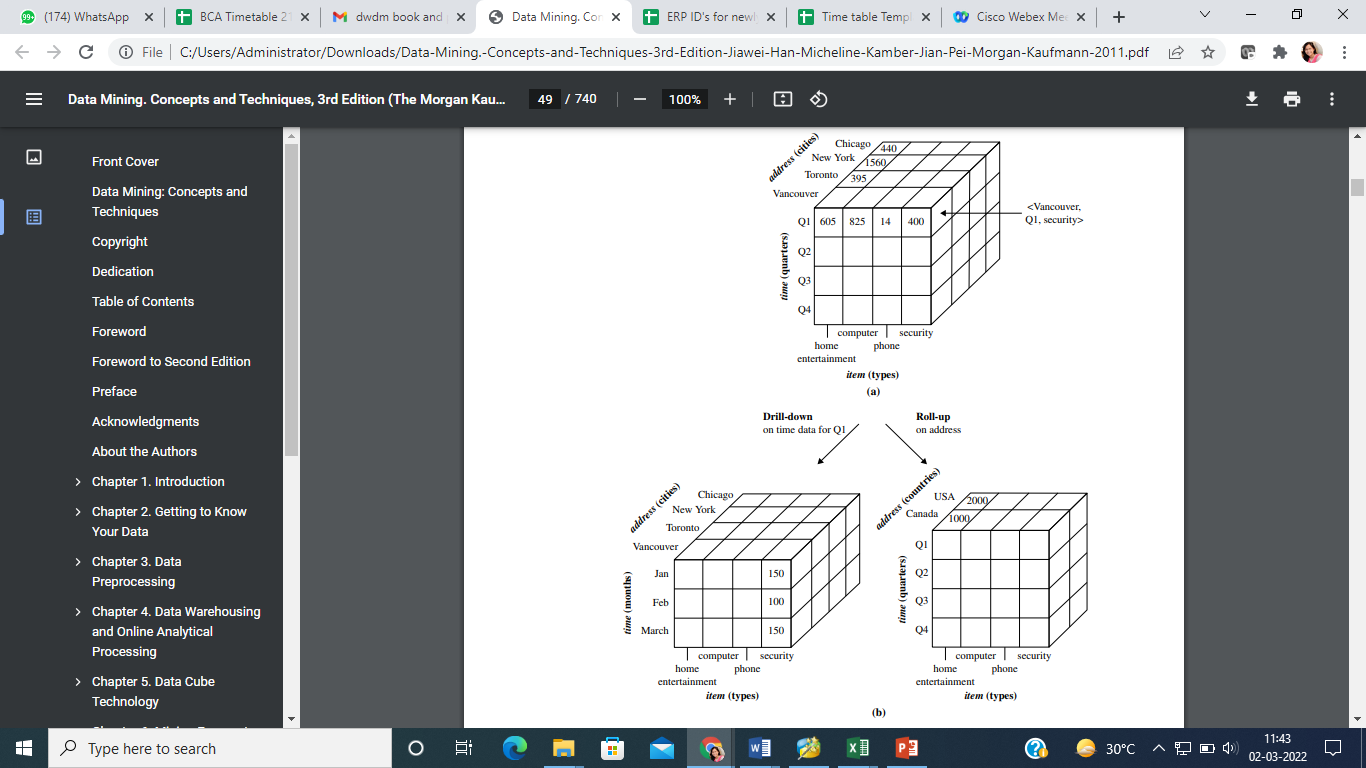 (174) WhatsApp
BCA Timetable 21
dwdm book and
Data Mining. Con
ERP ID's for newl
Time table Templ
Cisco Webex Mee
File
C:/Users/Administrator/Downloads/Data-Mining.-Concepts-and-Techniques-3rd-Edition-Jiawei-Han-Micheline-Kamber-Jian-Pei-Morgan-Kaufmann-2011.pdf
Data Mining. Concepts and Techniques, 3rd Edition (The Morgan Kau...
49 / 740
100%
Front Cover
Data Mining: Concepts and
Techniques
Copyright
Dedication
Table of Contents
Foreword
Foreword to Second Edition
Preface
Acknowledgments
About the Authors
Chapter 1. Introduction
Chapter 2. Getting to Know
Your Data
Chapter 3. Data
Preprocessing
Chapter 4. Data Warehousing
and Online Analytical
Processing
Chapter 5. Data Cube
Technology
address (cities)
Chicago 440
New York 1560
Toronto 395
Vancouver
time (quarters)
Q1 605 825 14 400
Q2
Q3
Q4
<Vancouver,
Q1, security>
computer security
home phone
entertainment
item (types)
(a)
Drill-down
on time data for Q1
Roll-up
on address
address (cities)
Chicago
New York
Toronto
Vancouver
time (months)
Jan 150
Feb 100
March 150
computer security
home phone
entertainment
item (types)
address (countries)
USA 2000
Canada 1000
time (quarters)
Q1
Q2
Q3
Q4
computer security
home phone
entertainment
item (types)
(b)
Type here to search
30°C
11:43
02-03-2022